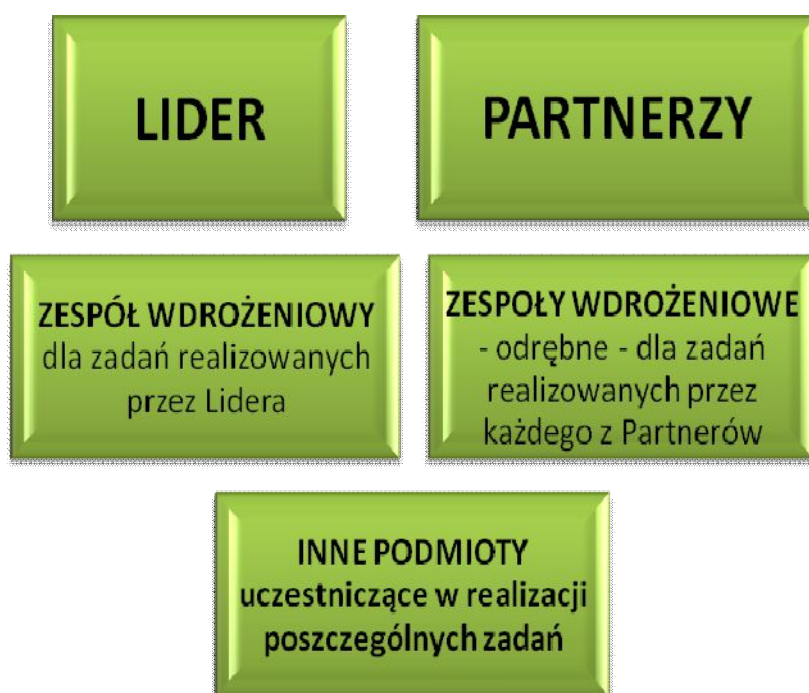 LIDER
PARTNERZY
ZESPÓŁ WDROŻENIOWY
dla zadań realizowanych
przez Lidera
ZESPOŁY WDROŻENIOWE
- odrębne - dla zadań
realizowanych przez
każdego z Partnerów
INNE PODMIOTY
uczestniczące w realizacji
poszczególnych zadań